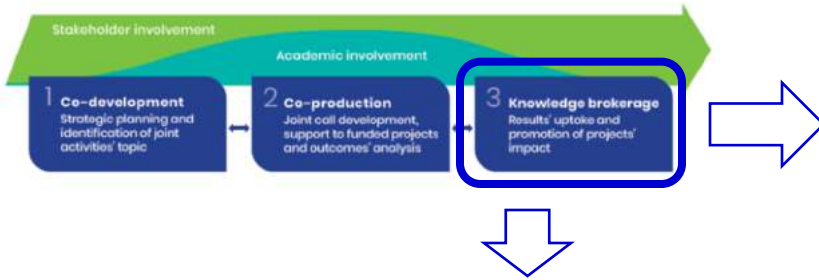 Stakeholder involvement
Academic involvement
1 Co-development
Strategic planning and
identification of joint
activities' topic
2 Co-production
Joint call development,
support to funded projects
and outcomes' analysis
3 Knowledge brokerage
Results' uptake and
promotion of projects'
impact